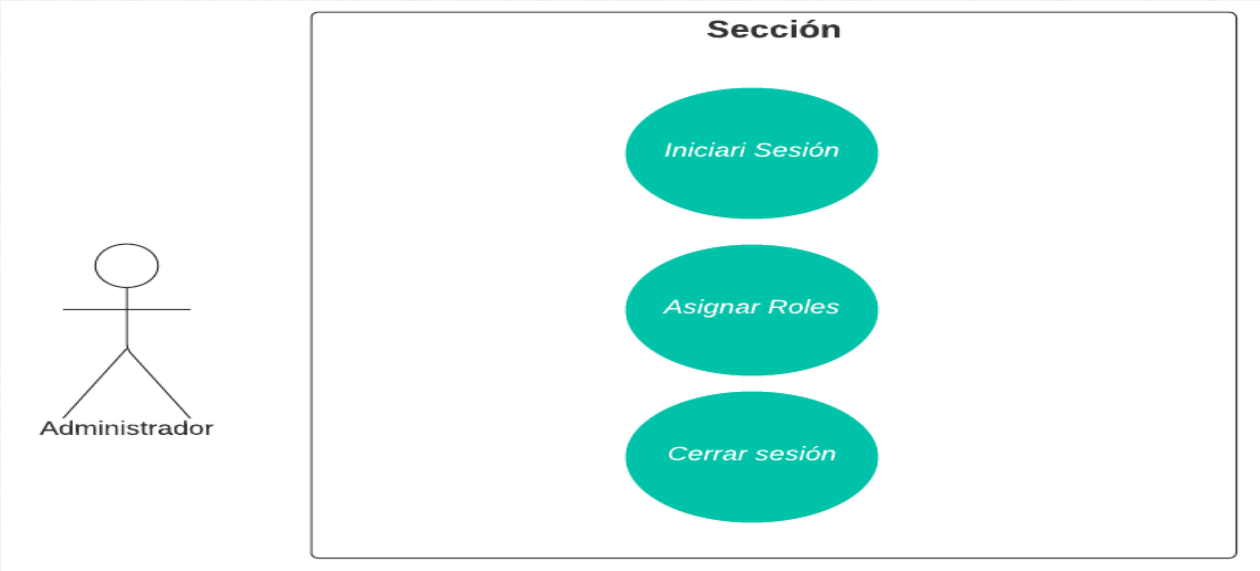 Sección
Iniciari Sesión
Asignar Roles
Administrador
Cerrar sesión